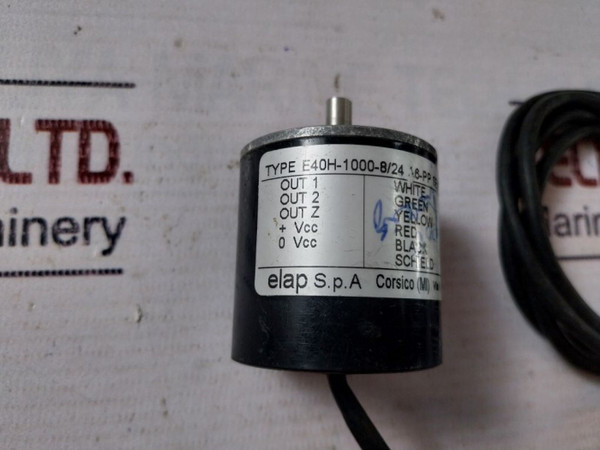 TYPE E40H-1000-8/24
OUT 1 WHITE
OUT 2 GREEN
OUT Z YELLOW
+ Vcc RED
0 Vcc BLACK
SCHIELD
elap S.p.A Corsico (MI)
LTD.